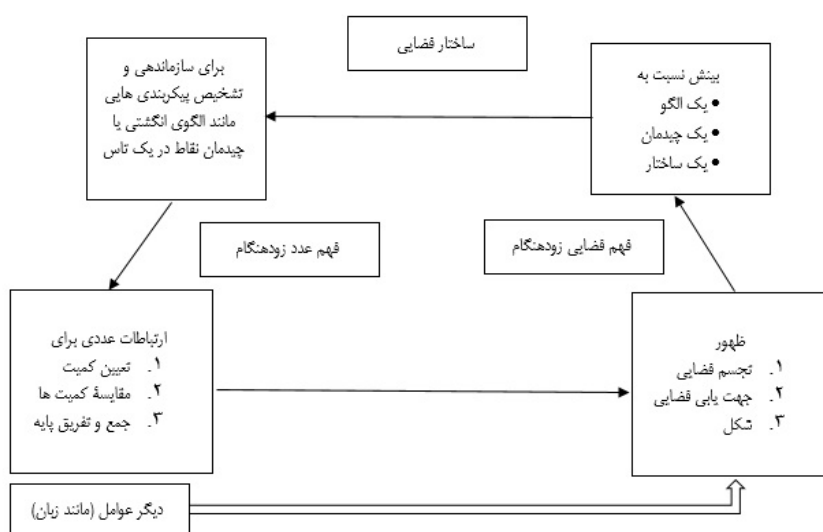 ساختار فضایی
بینش نسبت به
• یک الگو
• یک چیدمان
• یک ساختار
برای سازماندهی و
تشخیص پیکربندی هایی
مانند الگوی انگشتی یا
چیدمان نقاط در یک تاس
فهم فضایی زودهنگام
فهم عدد زودهنگام
ظهور
۱. تجسم فضایی
۲. جهت یابی فضایی
۳. شکل
ارتباطات عددی برای
۱. تعیین کمیت
۲. مقایسۀ کمیت ها
۳. جمع و تفریق پایه
دیگر عوامل (مانند زبان)